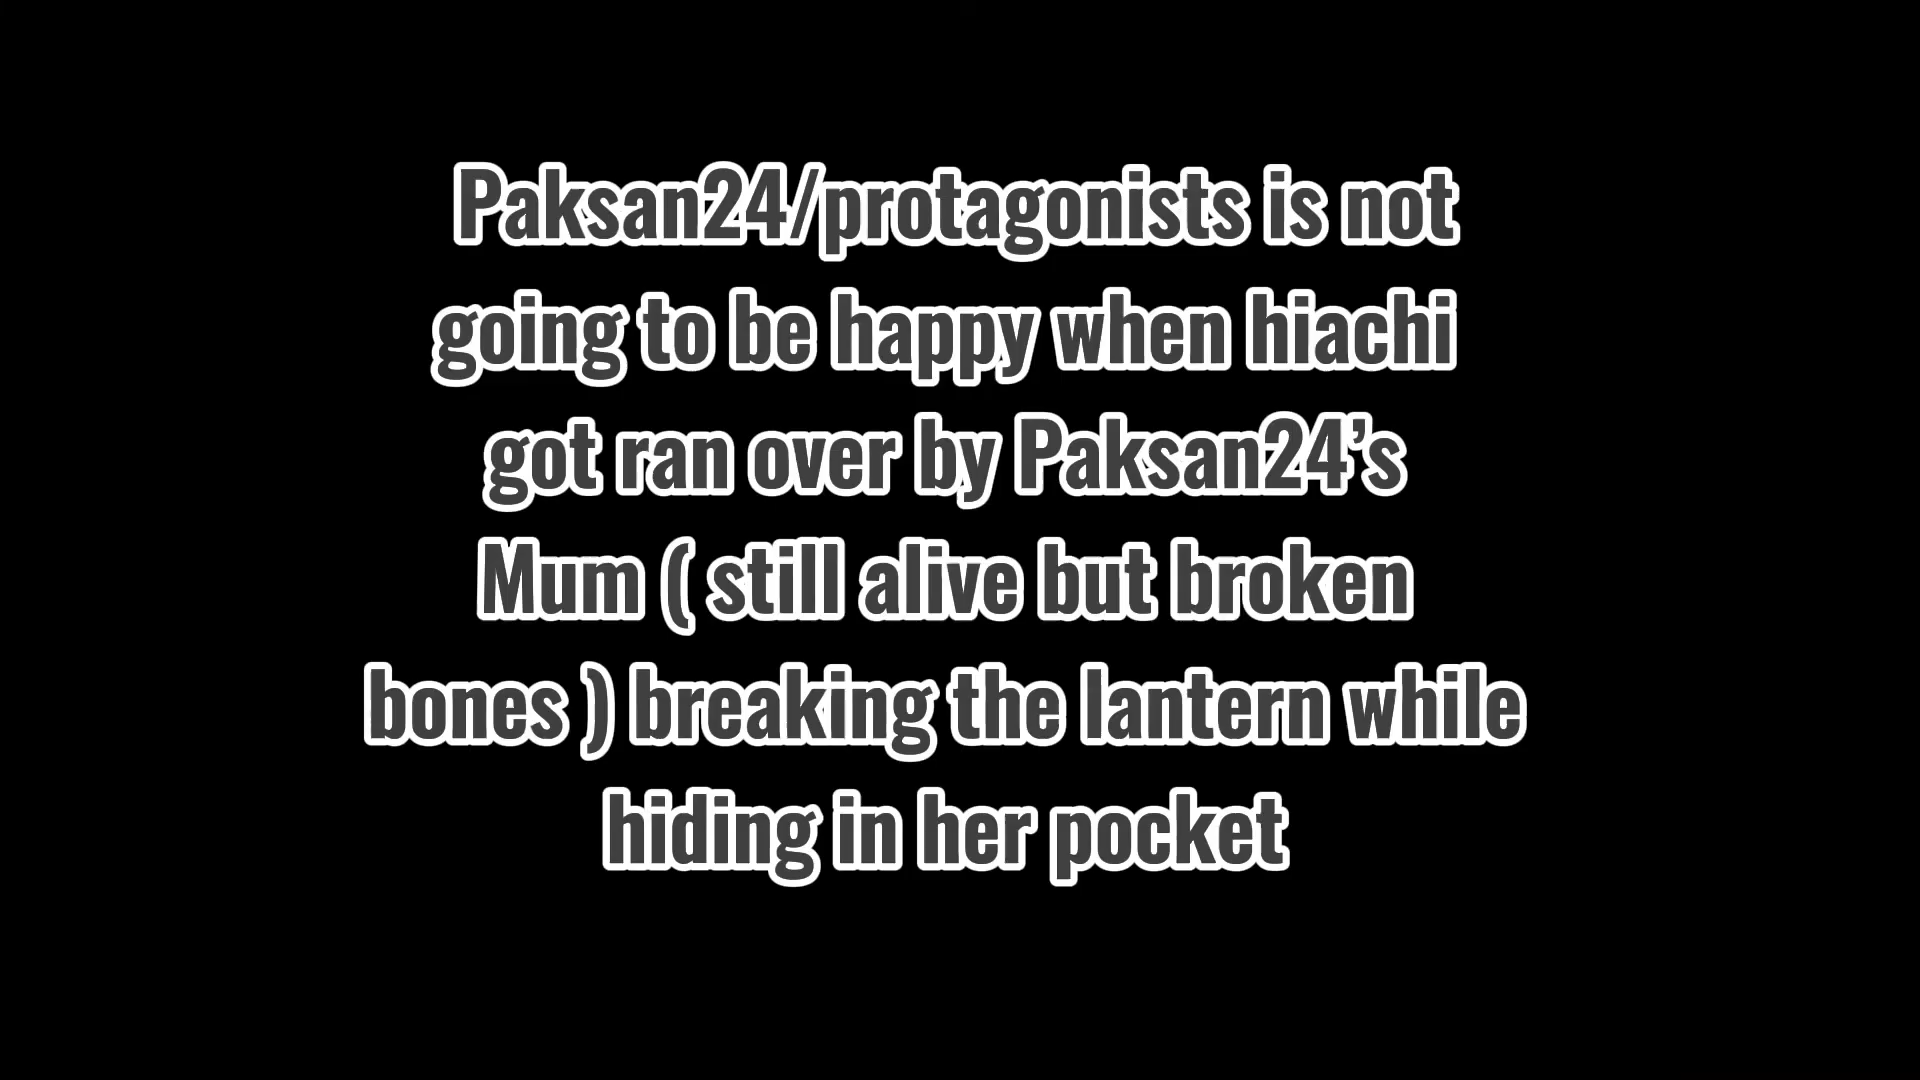 Paksan24/protagonists is not
going to be happy when hiachi
got ran over by Paksan24’s
Mum ( still alive but broken
bones ) breaking the lantern while
hiding in her pocket